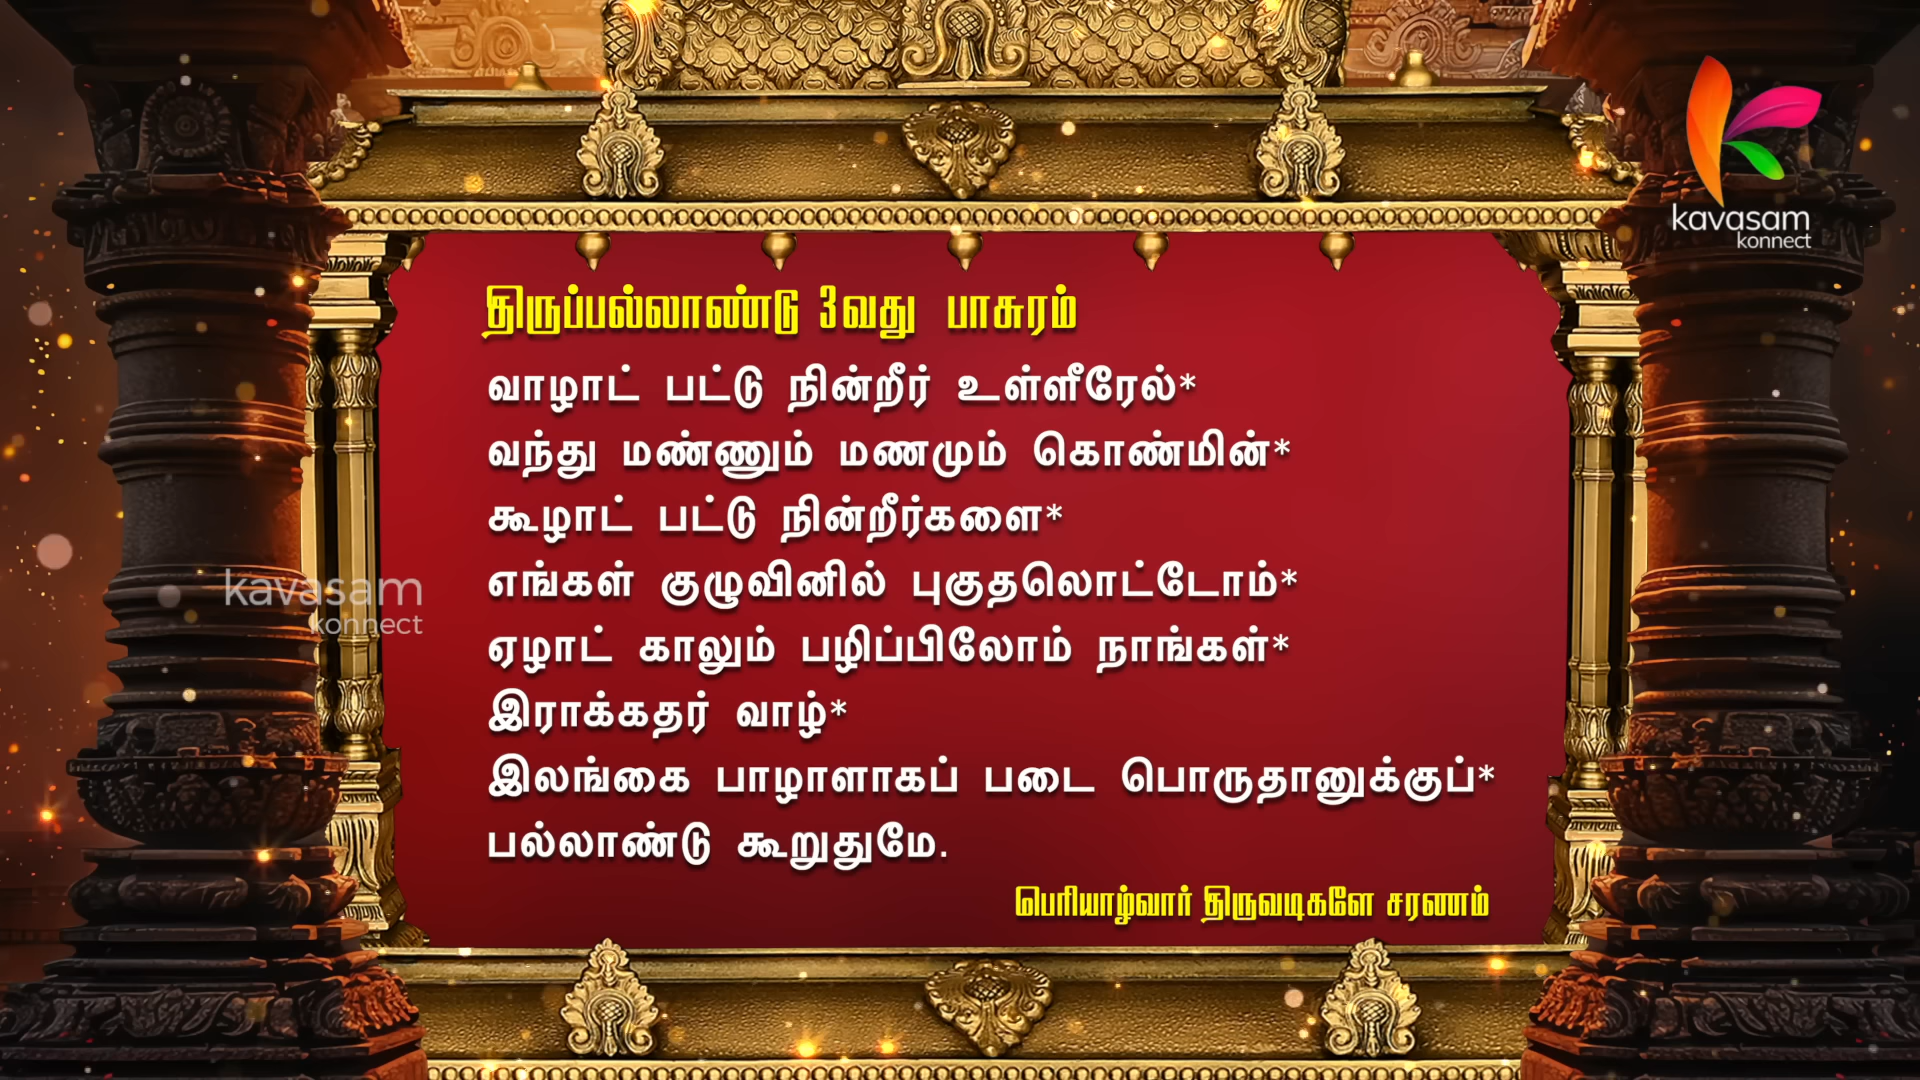 kavasam
konnect
திருப்பல்லாண்டு 3வது பாசுரம்
வாழாட் பட்டு நின்றீர் உள்ளீரேல்*
வந்து மண்ணும் மணமும் கொண்மின்*
கூழாட் பட்டு நின்றீர்களை*
எங்கள் குழுவினில் புகுதலொட்டோம்*
ஏழாட் காலும் பழிப்பிலோம் நாங்கள்*
இராக்கதர் வாழ்*
இலங்கை பாழாளாகப் படை பொருதானுக்குப்*
பல்லாண்டு கூறுதுமே.
பெரியாழ்வார் திருவடிகளே சரணம்
kavasam
konnect